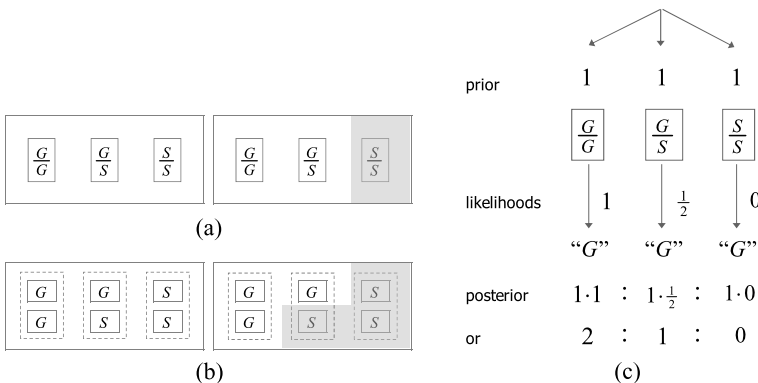 G G S G G S
G S S G S S
(a)
G G S G G S
G S S G S S
(b)
prior 1 1 1
G G S
G S S
likelihoods 1 1/2 0
“G” “G” “G”
posterior 1·1 : 1·1/2 : 1·0
or 2 : 1 : 0
(c)